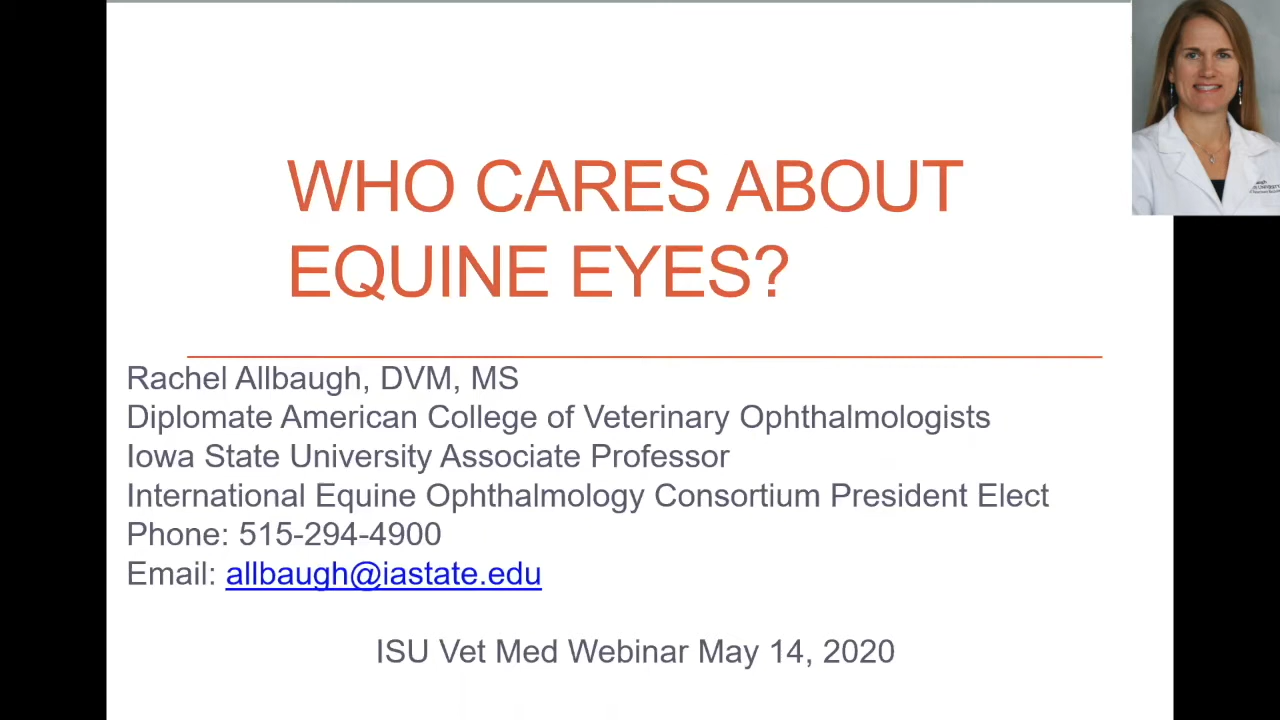 WHO CARES ABOUT
EQUINE EYES?
Rachel Allbaugh, DVM, MS
Diplomate American College of Veterinary Ophthalmologists
Iowa State University Associate Professor
International Equine Ophthalmology Consortium President Elect
Phone: 515-294-4900
Email: allbaugh@iastate.edu
ISU Vet Med Webinar May 14, 2020